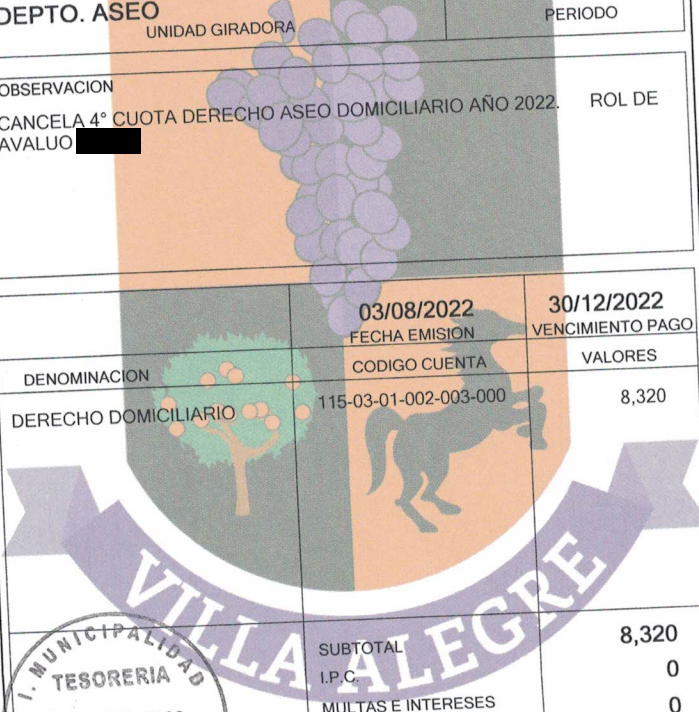 DEPTO. ASEO
UNIDAD GIRADORA
PERIODO
OBSERVACION
CANCELA 4° CUOTA DERECHO ASEO DOMICILIARIO AÑO 2022. ROL DE
AVALUO
03/08/2022
FECHA EMISION
30/12/2022
VENCIMIENTO PAGO
DENOMINACION
CODIGO CUENTA
VALORES
DERECHO DOMICILIARIO
115-03-01-002-003-000
8,320
VILLA ALEGRE
I. MUNICIPALIDAD
TESORERIA
SUBTOTAL
8,320
I.P.C.
0
MULTAS E INTERESES
0